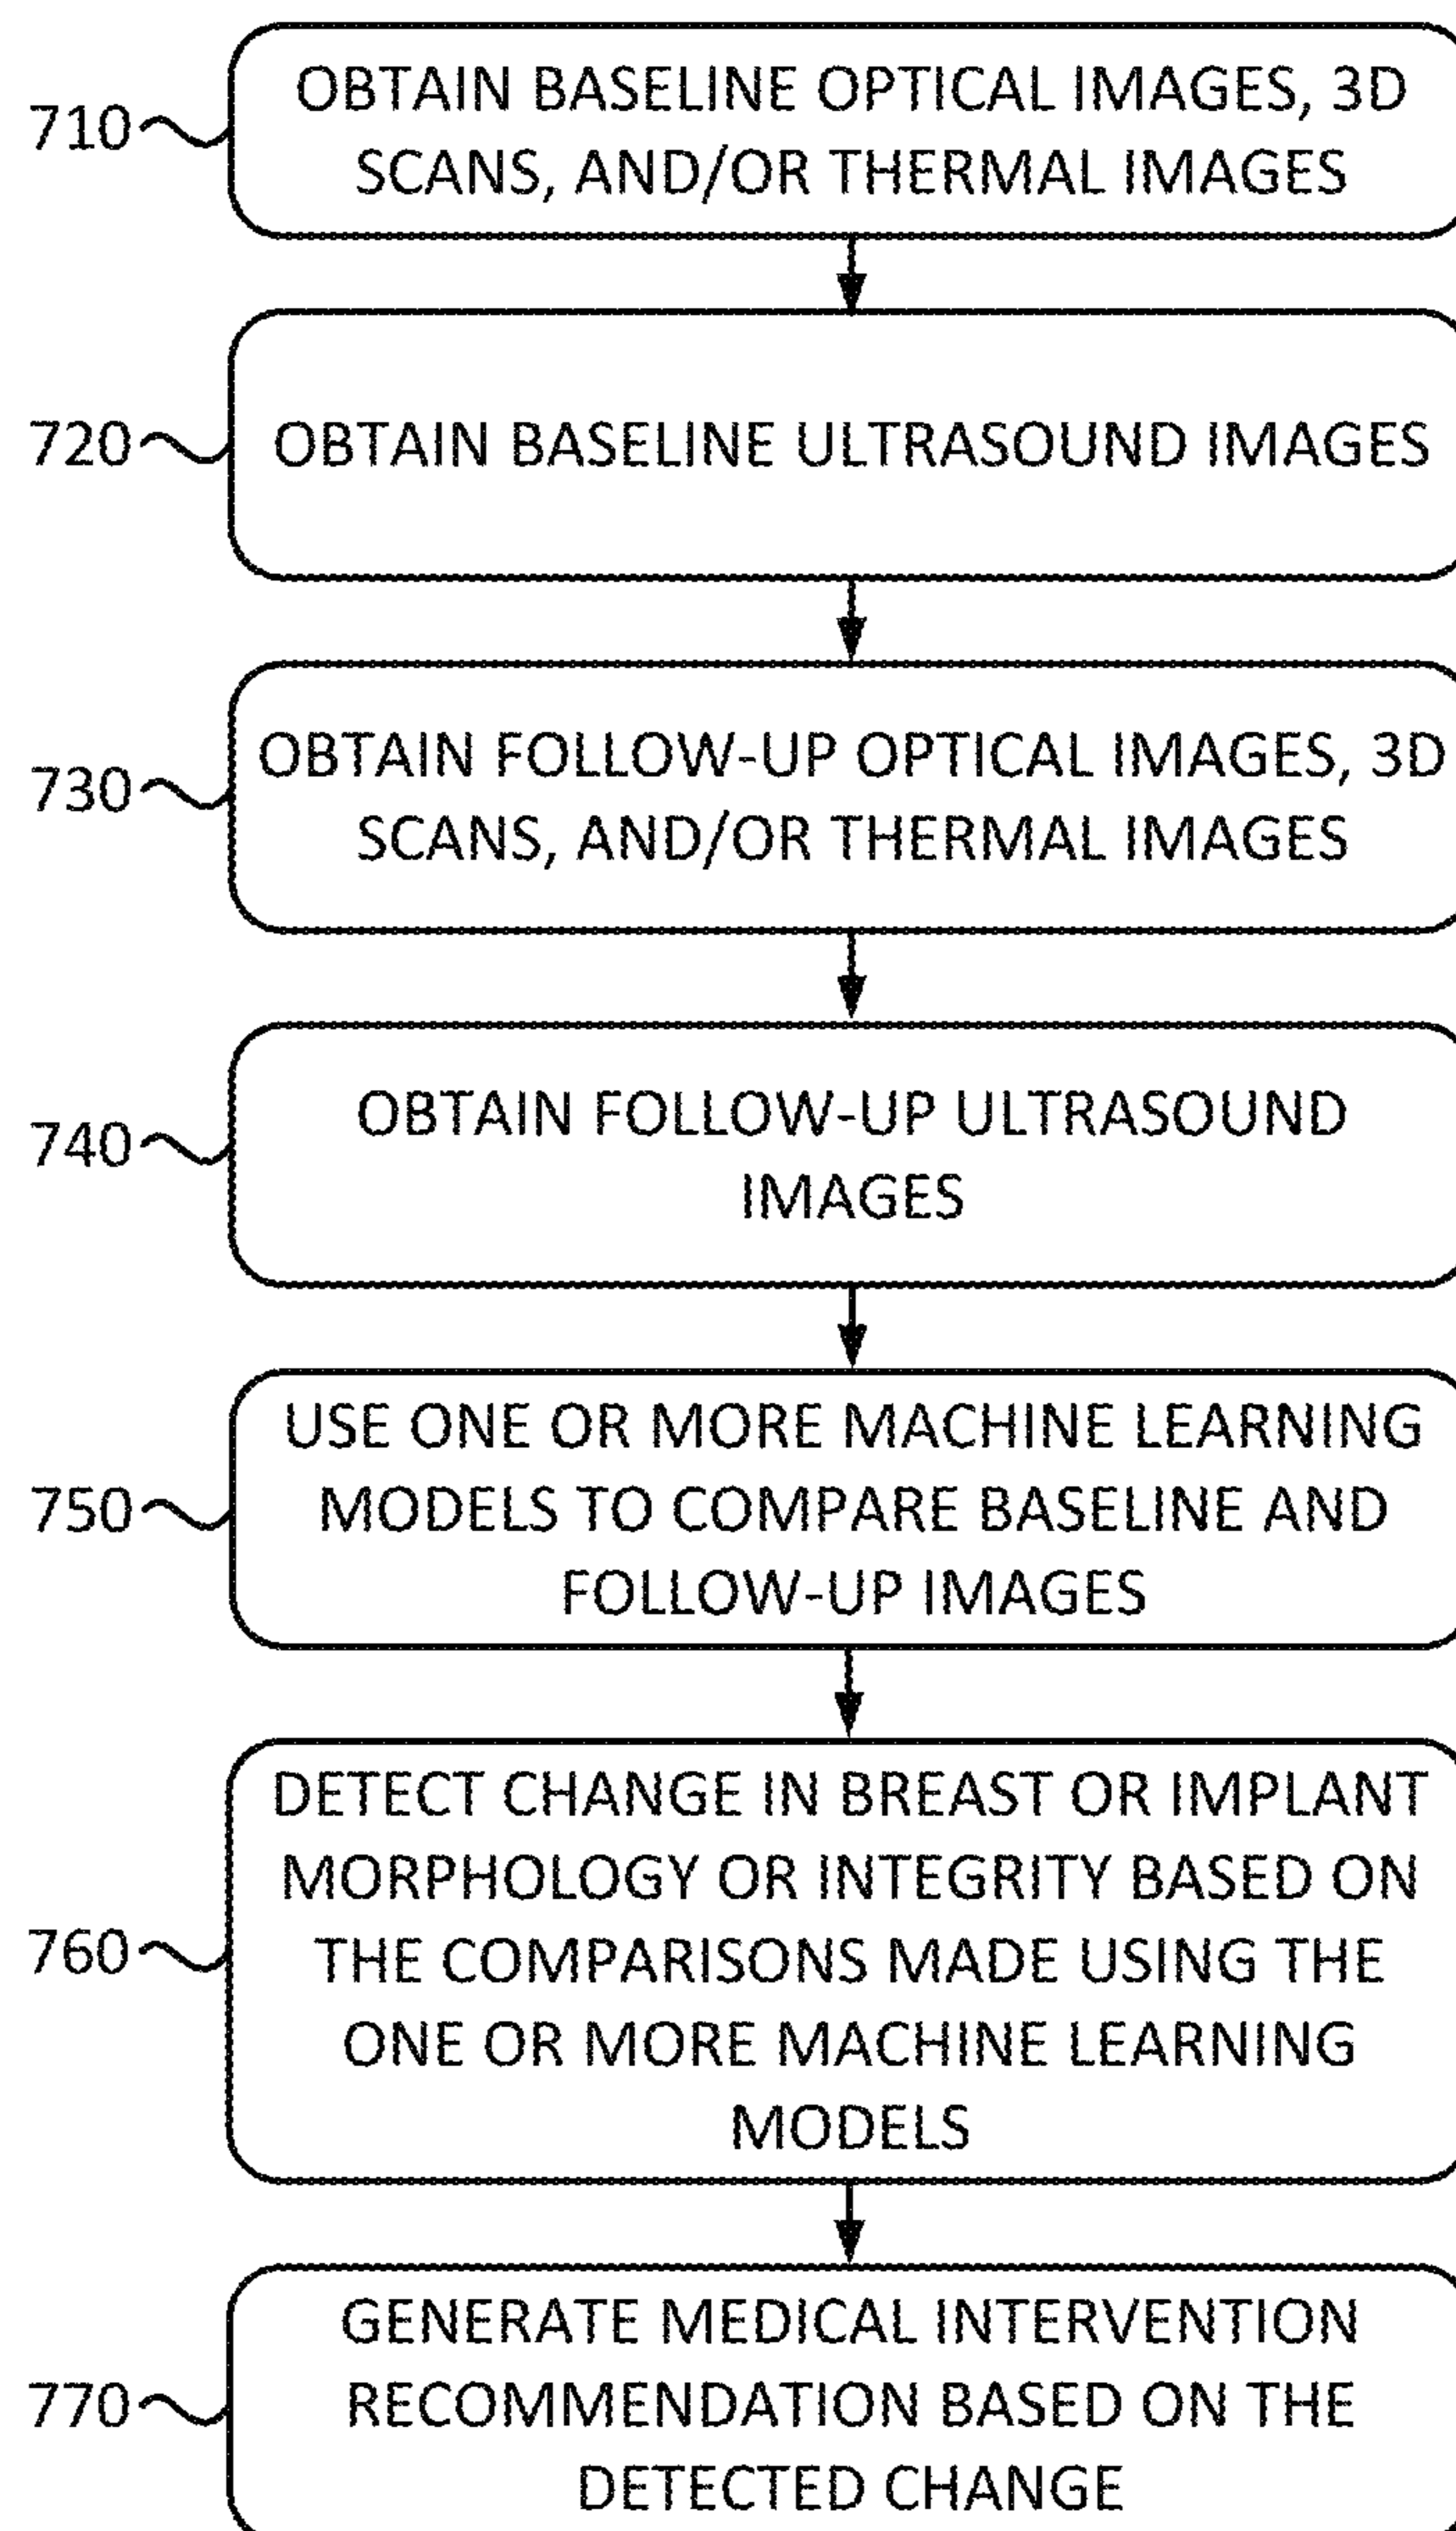 710
OBTAIN BASELINE OPTICAL IMAGES, 3D
SCANS, AND/OR THERMAL IMAGES
720
OBTAIN BASELINE ULTRASOUND IMAGES
730
OBTAIN FOLLOW-UP OPTICAL IMAGES, 3D
SCANS, AND/OR THERMAL IMAGES
740
OBTAIN FOLLOW-UP ULTRASOUND
IMAGES
750
USE ONE OR MORE MACHINE LEARNING
MODELS TO COMPARE BASELINE AND
FOLLOW-UP IMAGES
760
DETECT CHANGE IN BREAST OR IMPLANT
MORPHOLOGY OR INTEGRITY BASED ON
THE COMPARISONS MADE USING THE
ONE OR MORE MACHINE LEARNING
MODELS
770
GENERATE MEDICAL INTERVENTION
RECOMMENDATION BASED ON THE
DETECTED CHANGE